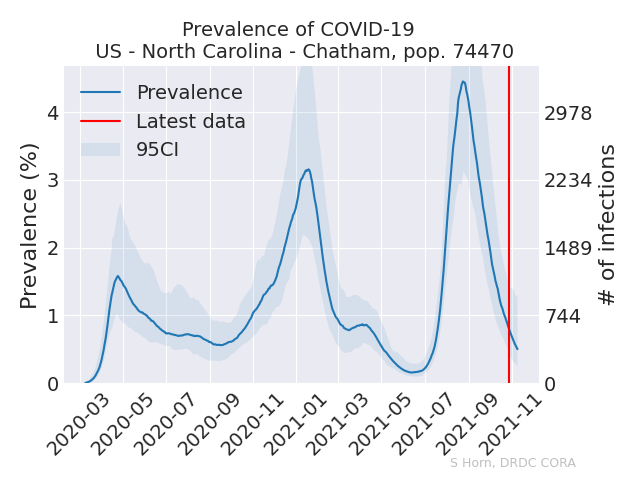 Prevalence of COVID-19
US - North Carolina - Chatham, pop. 74470
Prevalence (%)
4
3
2
1
0
Prevalence
Latest data
95CI
2978
2234
1489
744
0
# of infections
2020-03
2020-05
2020-07
2020-09
2020-11
2021-01
2021-03
2021-05
2021-07
2021-09
2021-11
S Horn, DRDC CORA